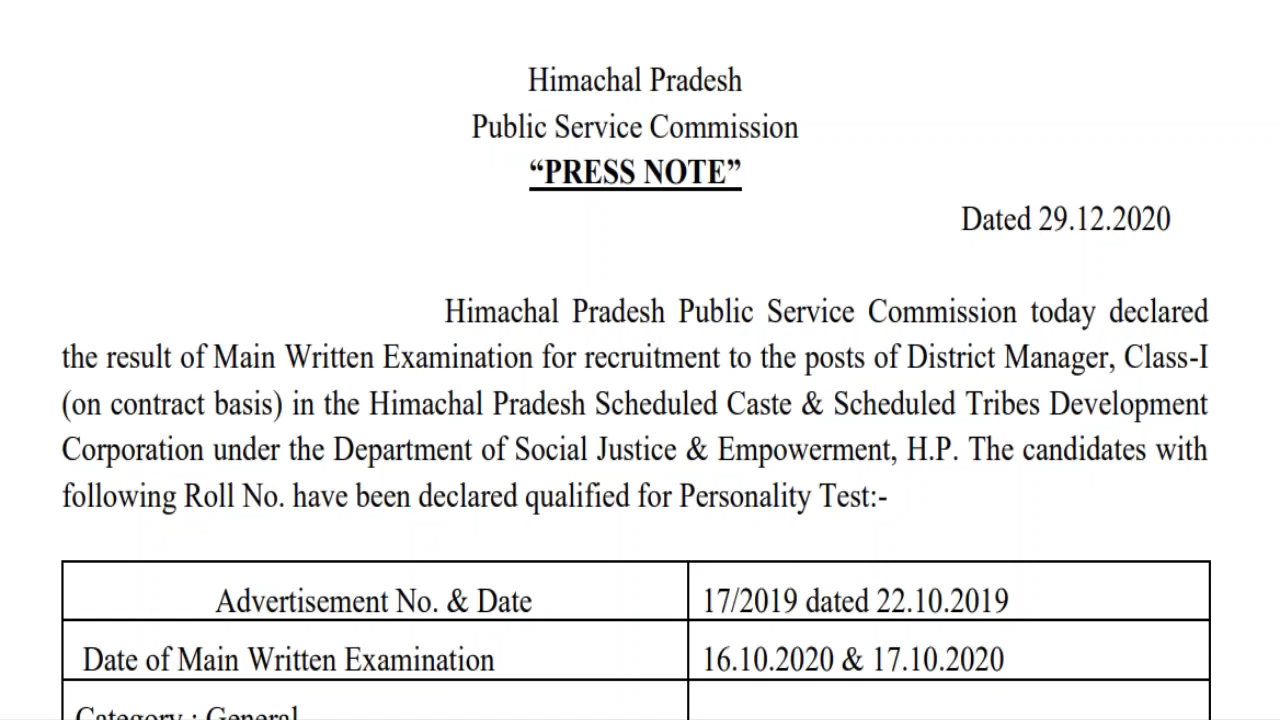 Himachal Pradesh
Public Service Commission
“PRESS NOTE”
Dated 29.12.2020
Himachal Pradesh Public Service Commission today declared
the result of Main Written Examination for recruitment to the posts of District Manager, Class-I
(on contract basis) in the Himachal Pradesh Scheduled Caste & Scheduled Tribes Development
Corporation under the Department of Social Justice & Empowerment, H.P. The candidates with
following Roll No. have been declared qualified for Personality Test:-
Advertisement No. & Date 17/2019 dated 22.10.2019
Date of Main Written Examination 16.10.2020 & 17.10.2020
Category : General